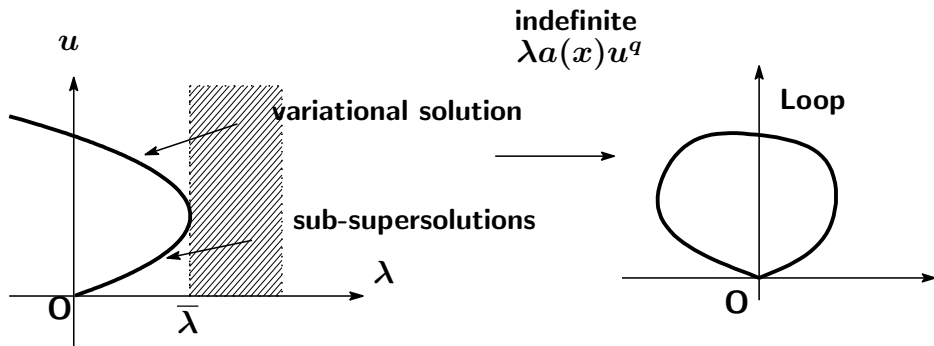 indefinite
λa(x)u^q
u
Loop
variational solution
sub-supersolutions
λ
O
λ̅
O